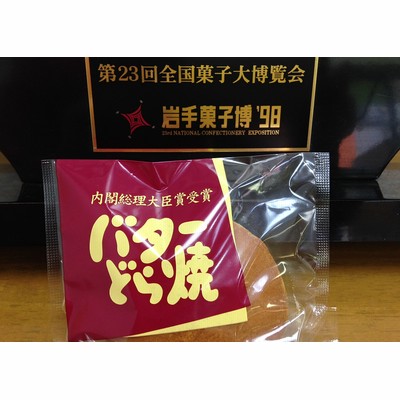 第23回全国菓子大博覧会
岩手菓子博'98
23rd NATIONAL CONFECTIONERY EXPOSITION
内閣総理大臣賞受賞
バター
どら焼